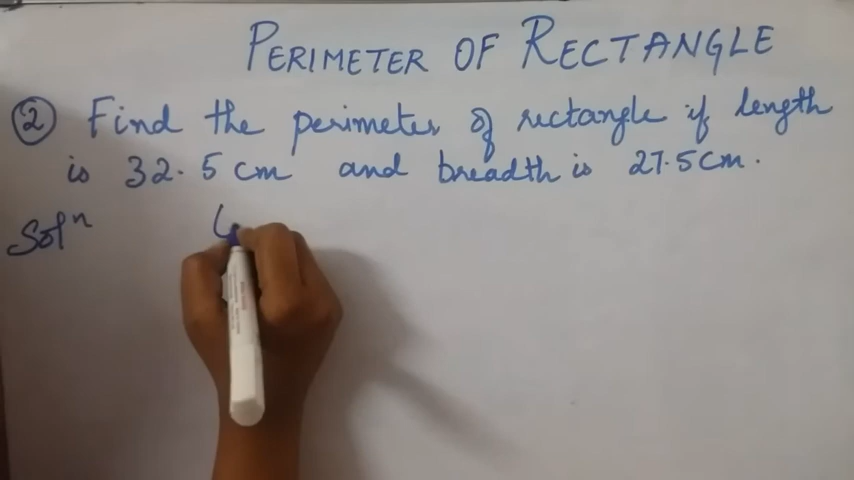 PERIMETER OF RECTANGLE
② Find the perimeter of rectangle if length
is 32.5 cm and breadth is 27.5 cm.
Solⁿ